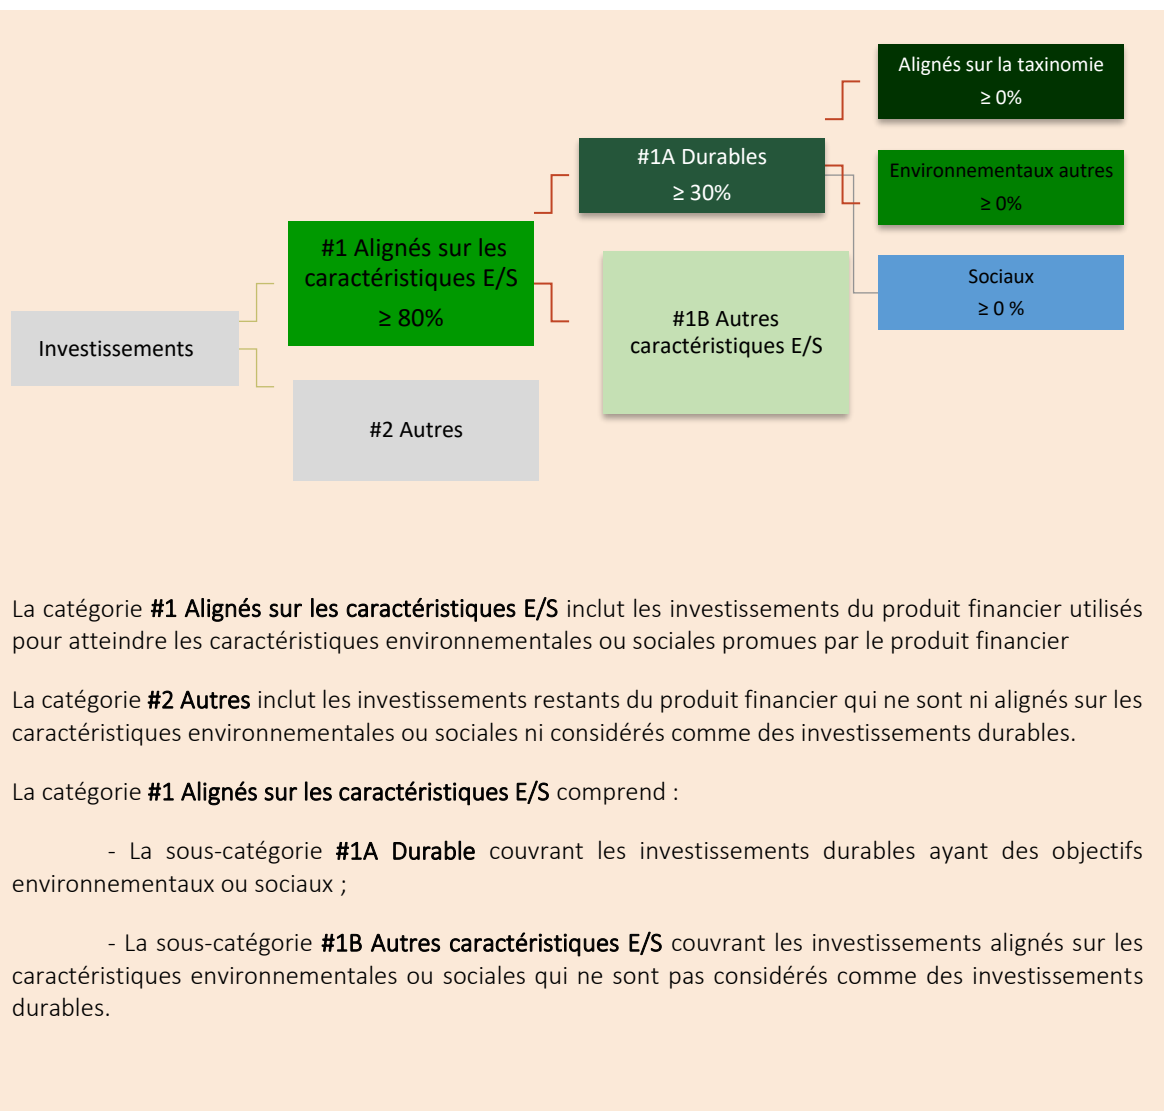 Alignés sur la taxinomie
≥ 0%
#1A Durables
≥ 30%
Environnementaux autres
≥ 0%
#1 Alignés sur les
caractéristiques E/S
≥ 80%
Sociaux
≥ 0 %
#1B Autres
caractéristiques E/S
Investissements
#2 Autres
La catégorie #1 Alignés sur les caractéristiques E/S inclut les investissements du produit financier utilisés
pour atteindre les caractéristiques environnementales ou sociales promues par le produit financier
La catégorie #2 Autres inclut les investissements restants du produit financier qui ne sont ni alignés sur les
caractéristiques environnementales ou sociales ni considérés comme des investissements durables.
La catégorie #1 Alignés sur les caractéristiques E/S comprend :
- La sous-catégorie #1A Durable couvrant les investissements durables ayant des objectifs
environnementaux ou sociaux ;
- La sous-catégorie #1B Autres caractéristiques E/S couvrant les investissements alignés sur les
caractéristiques environnementales ou sociales qui ne sont pas considérés comme des investissements
durables.